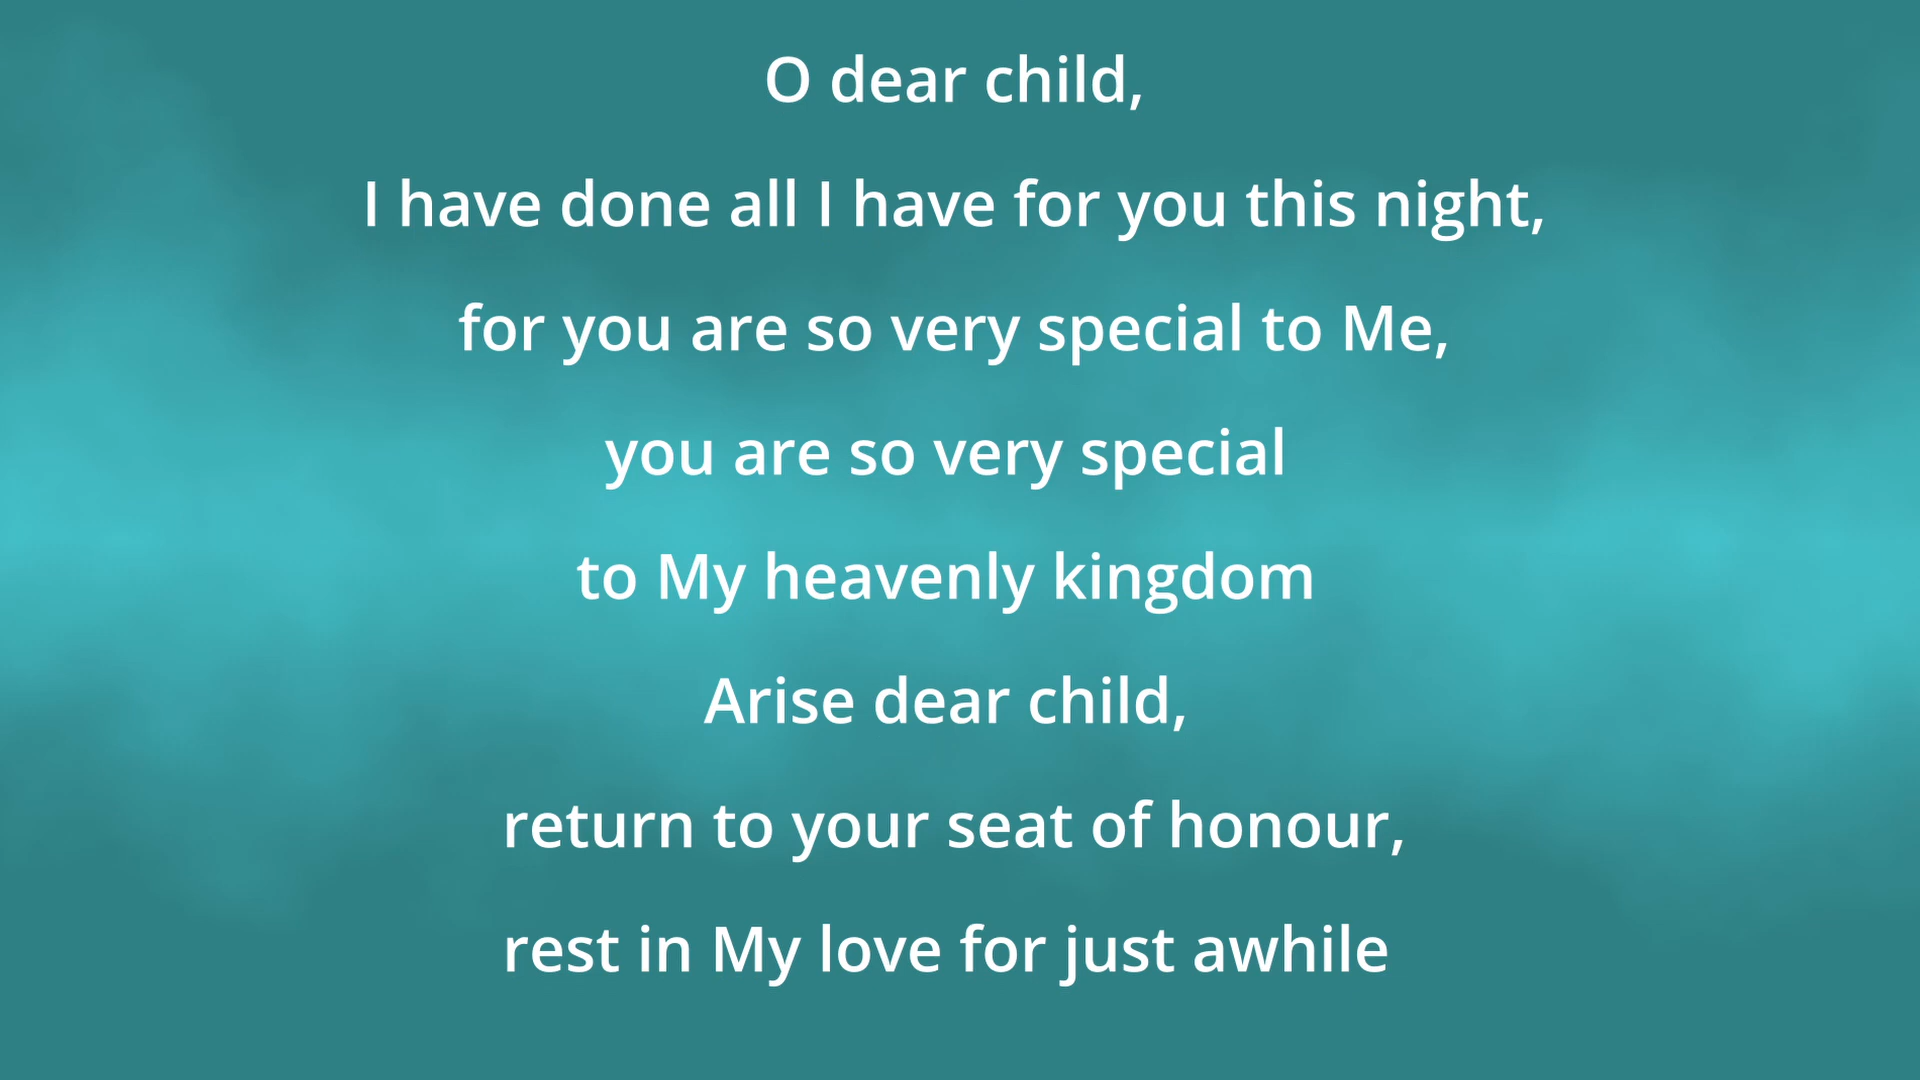 O dear child,
I have done all I have for you this night,
for you are so very special to Me,
you are so very special
to My heavenly kingdom
Arise dear child,
return to your seat of honour,
rest in My love for just awhile